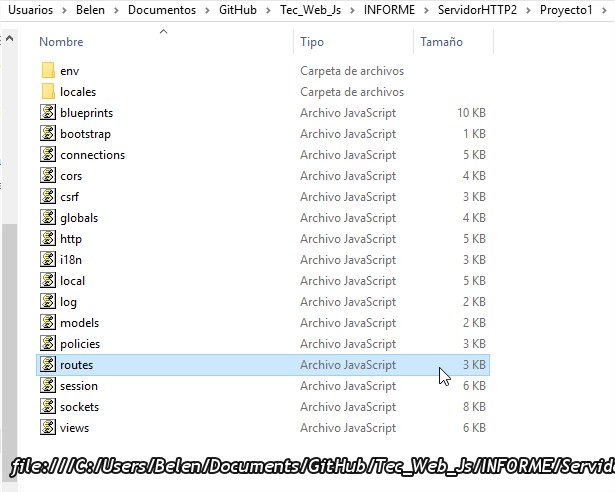 Usuarios > Belen > Documentos > GitHub > Tec_Web_Js > INFORME > ServidorHTTP2 > Proyecto1 >
Nombre Tipo Tamaño
env Carpeta de archivos
locales Carpeta de archivos
blueprints Archivo JavaScript 10 KB
bootstrap Archivo JavaScript 1 KB
connections Archivo JavaScript 5 KB
cors Archivo JavaScript 4 KB
csrf Archivo JavaScript 3 KB
globals Archivo JavaScript 4 KB
http Archivo JavaScript 5 KB
i18n Archivo JavaScript 3 KB
local Archivo JavaScript 5 KB
log Archivo JavaScript 2 KB
models Archivo JavaScript 2 KB
policies Archivo JavaScript 3 KB
routes Archivo JavaScript 3 KB
session Archivo JavaScript 6 KB
sockets Archivo JavaScript 8 KB
views Archivo JavaScript 6 KB
file:///C:/Users/Belen/Documents/GitHub/Tec_Web_Js/INFORME/Servid